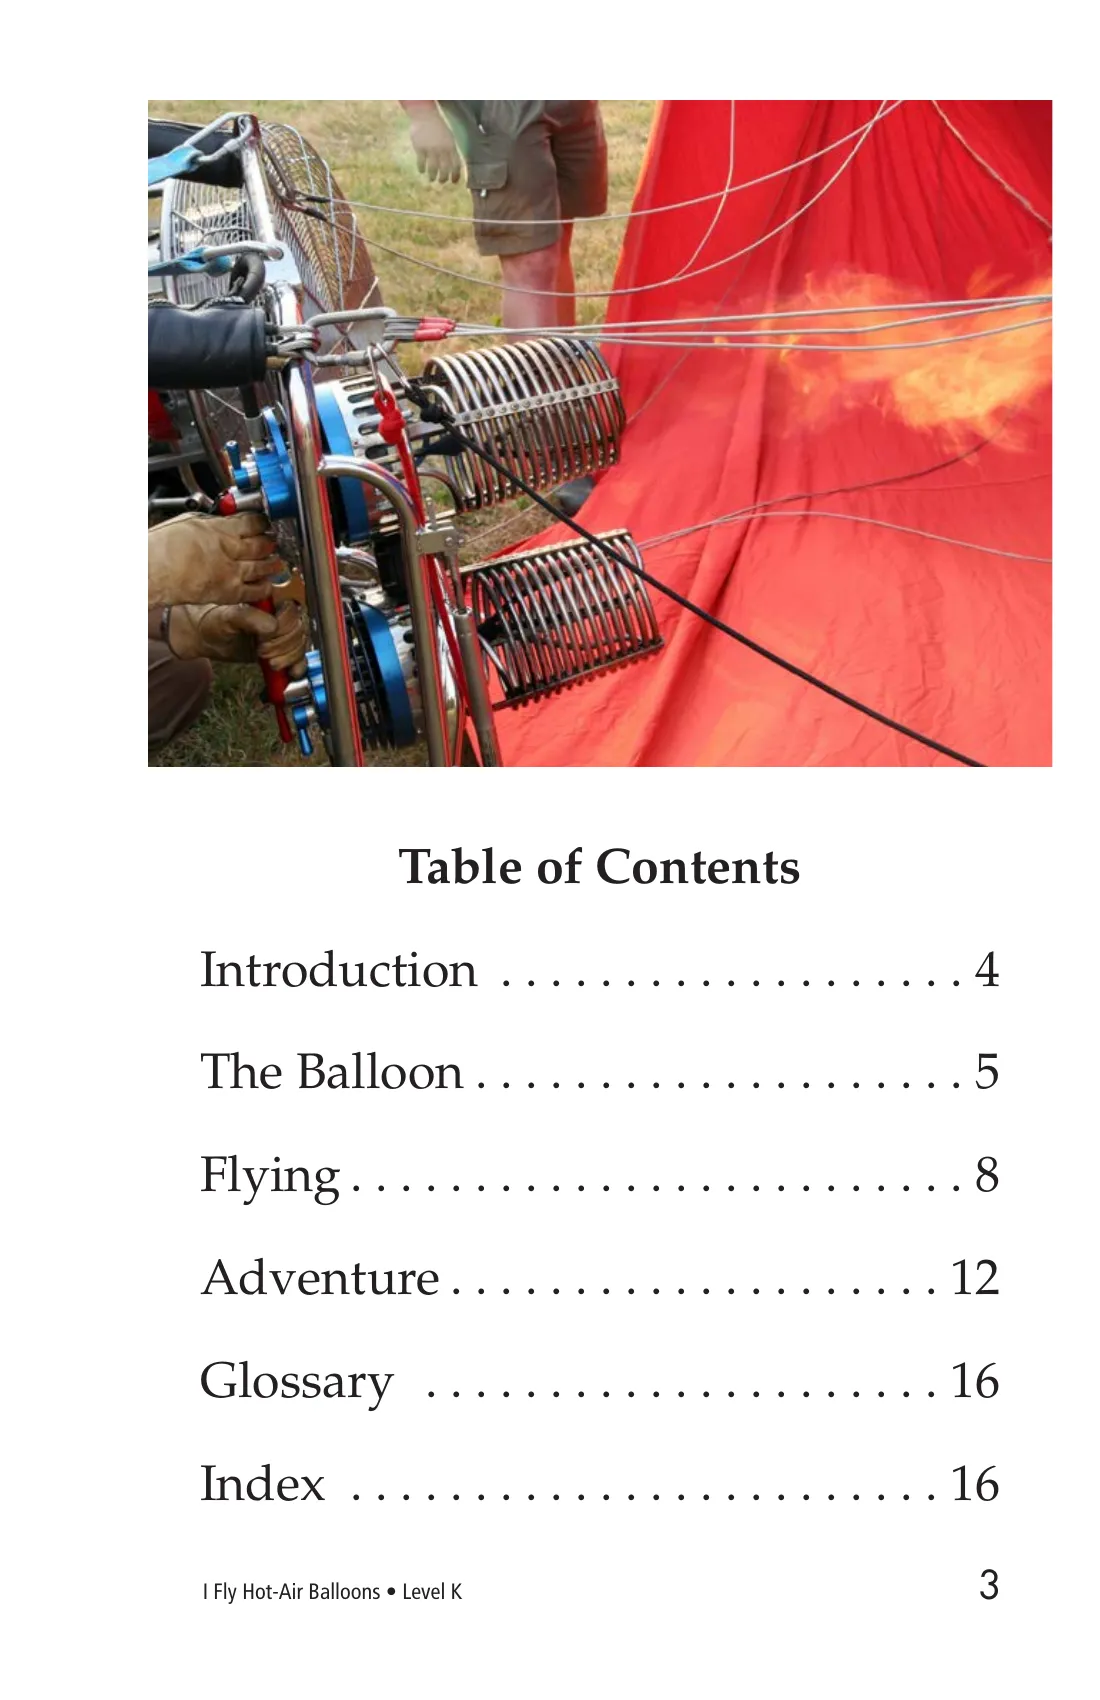 Table of Contents
Introduction . . . . . . . . . . . . . . . . . . . 4
The Balloon . . . . . . . . . . . . . . . . . . . . 5
Flying . . . . . . . . . . . . . . . . . . . . . . . . . 8
Adventure . . . . . . . . . . . . . . . . . . . . 12
Glossary . . . . . . . . . . . . . . . . . . . . . 16
Index . . . . . . . . . . . . . . . . . . . . . . . . 16
I Fly Hot-Air Balloons • Level K 3